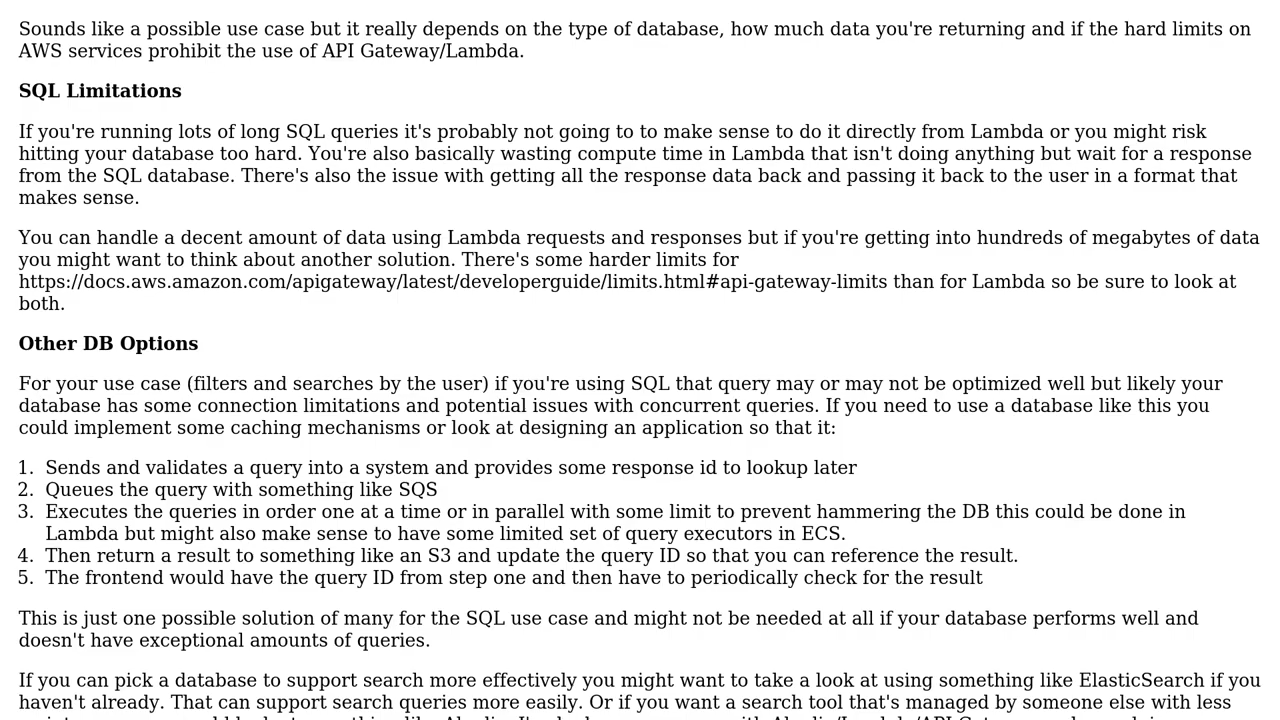 Sounds like a possible use case but it really depends on the type of database, how much data you're returning and if the hard limits on
AWS services prohibit the use of API Gateway/Lambda.
SQL Limitations
If you're running lots of long SQL queries it's probably not going to to make sense to do it directly from Lambda or you might risk
hitting your database too hard. You're also basically wasting compute time in Lambda that isn't doing anything but wait for a response
from the SQL database. There's also the issue with getting all the response data back and passing it back to the user in a format that
makes sense.
You can handle a decent amount of data using Lambda requests and responses but if you're getting into hundreds of megabytes of data
you might want to think about another solution. There's some harder limits for
https://docs.aws.amazon.com/apigateway/latest/developerguide/limits.html#api-gateway-limits than for Lambda so be sure to look at
both.
Other DB Options
For your use case (filters and searches by the user) if you're using SQL that query may or may not be optimized well but likely your
database has some connection limitations and potential issues with concurrent queries. If you need to use a database like this you
could implement some caching mechanisms or look at designing an application so that it:
1. Sends and validates a query into a system and provides some response id to lookup later
2. Queues the query with something like SQS
3. Executes the queries in order one at a time or in parallel with some limit to prevent hammering the DB this could be done in
Lambda but might also make sense to have some limited set of query executors in ECS.
4. Then return a result to something like an S3 and update the query ID so that you can reference the result.
5. The frontend would have the query ID from step one and then have to periodically check for the result
This is just one possible solution of many for the SQL use case and might not be needed at all if your database performs well and
doesn't have exceptional amounts of queries.
If you can pick a database to support search more effectively you might want to take a look at using something like ElasticSearch if you
haven't already. That can support search queries more easily. Or if you want a search tool that's managed by someone else with less